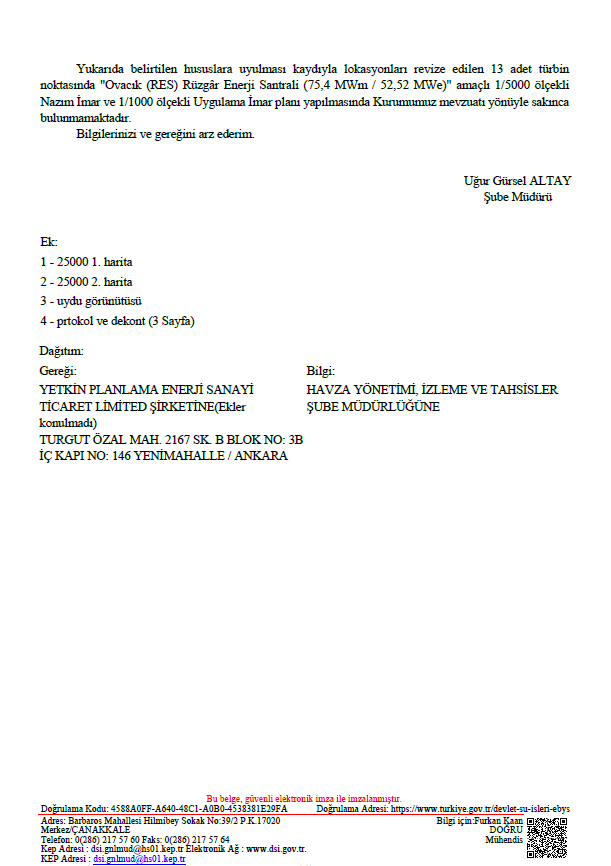 Yukarıda belirtilen hususlara uyulması kaydıyla lokasyonları revize edilen 13 adet türbin
noktasında "Ovacık (RES) Rüzgâr Enerji Santrali (75,4 MWm / 52,52 MWe)" amaçlı 1/5000 ölçekli
Nazım İmar ve 1/1000 ölçekli Uygulama İmar planı yapılmasında Kurumumuz mevzuatı yönüyle sakınca
bulunmamaktadır.
Bilgilerinizi ve gereğini arz ederim.
Uğur Gürsel ALTAY
Şube Müdürü
Ek:
1 - 25000 1. harita
2 - 25000 2. harita
3 - uydu görünütüsü
4 - prtokol ve dekont (3 Sayfa)
Dağıtım:
Gereği:
YETKİN PLANLAMA ENERJİ SANAYİ
TİCARET LİMİTED ŞİRKETİNE(Ekler
konulmadı)
TURGUT ÖZAL MAH. 2167 SK. B BLOK NO: 3B
İÇ KAPI NO: 146 YENİMAHALLE / ANKARA
Bilgi:
HAVZA YÖNETİMİ, İZLEME VE TAHSİSLER
ŞUBE MÜDÜRLÜĞÜNE
Bu belge, güvenli elektronik imza ile imzalanmıştır.
Doğrulama Kodu: 4588A0FF-A640-48C1-A0B0-4538381E29FA Doğrulama Adresi: https://www.turkiye.gov.tr/devlet-su-isleri-ebys
Adres: Barbaros Mahallesi Hilmibey Sokak No:39/2 P.K.17020
Merkez/ÇANAKKALE
Telefon: 0(286) 217 57 60 Faks: 0(286) 217 57 64
Kep Adresi : dsi.gnlmud@hs01.kep.tr Elektronik Ağ : www.dsi.gov.tr.
KEP Adresi : dsi.gnlmud@hs01.kep.tr
Bilgi için:Furkan Kaan
DOĞRU
Mühendis